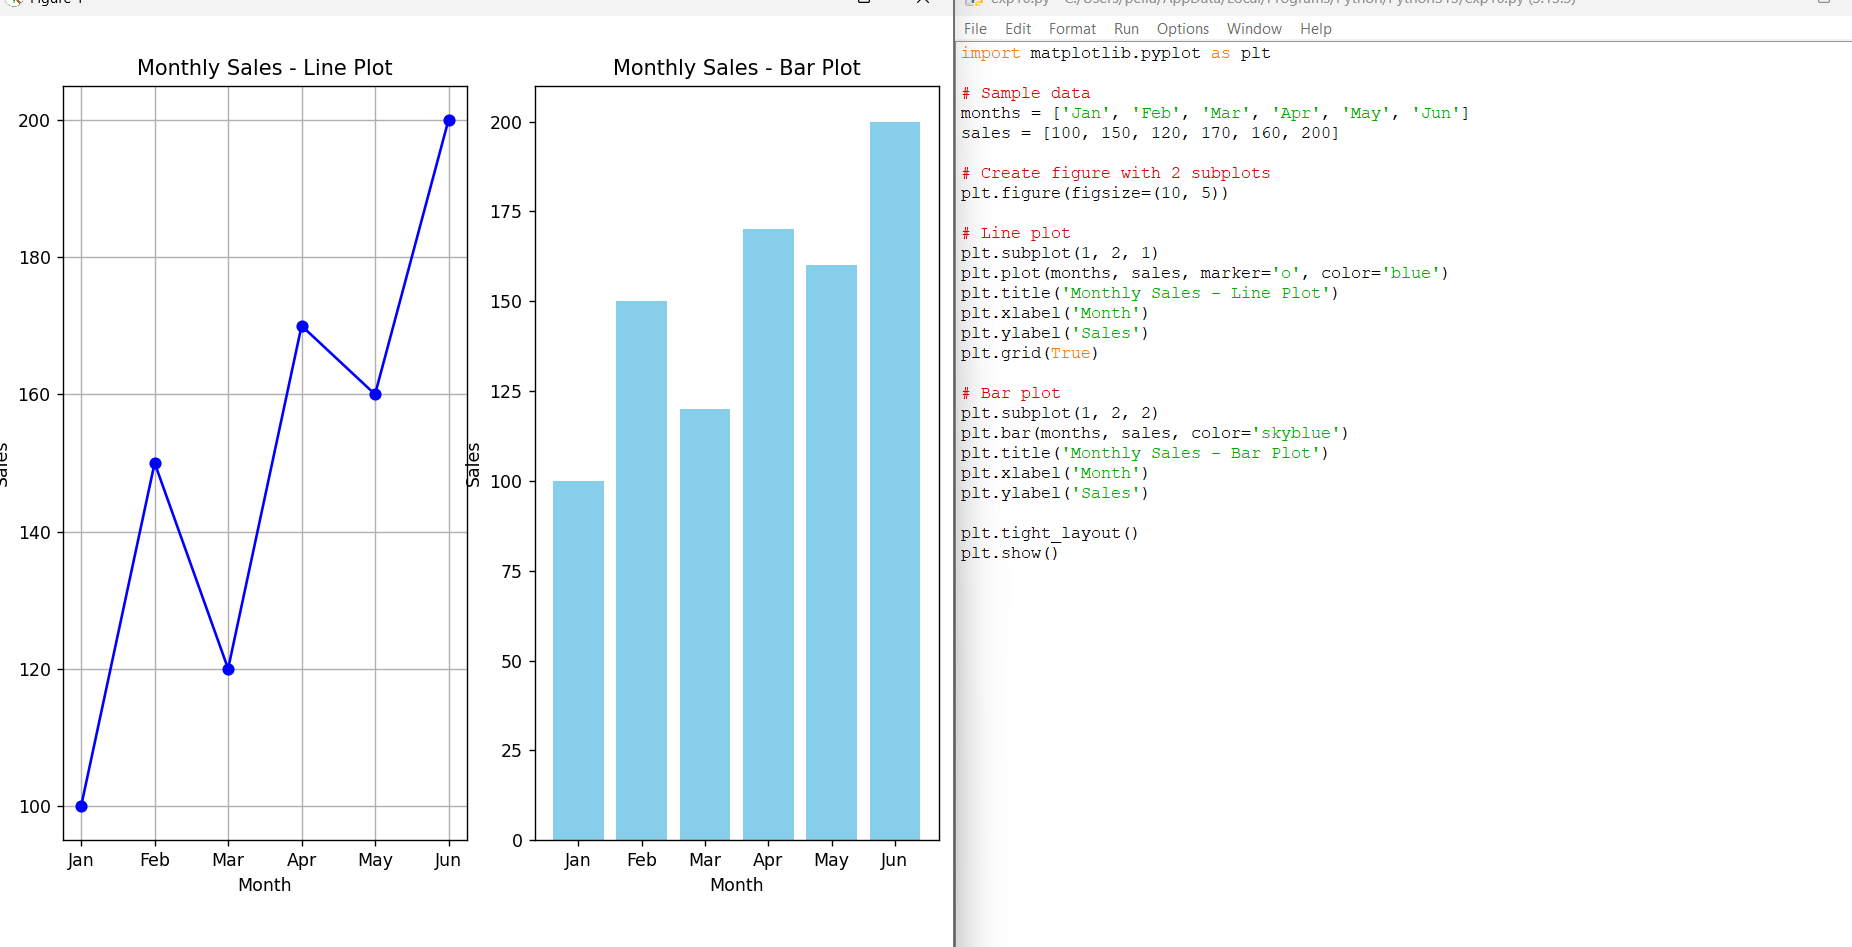 Monthly Sales - Line Plot
200
180
160
140
120
100
Sales
Jan Feb Mar Apr May Jun
Month
Monthly Sales - Bar Plot
200
175
150
125
100
75
50
25
0
Sales
Jan Feb Mar Apr May Jun
Month
File Edit Format Run Options Window Help
import matplotlib.pyplot as plt
# Sample data
months = ['Jan', 'Feb', 'Mar', 'Apr', 'May', 'Jun']
sales = [100, 150, 120, 170, 160, 200]
# Create figure with 2 subplots
plt.figure(figsize=(10, 5))
# Line plot
plt.subplot(1, 2, 1)
plt.plot(months, sales, marker='o', color='blue')
plt.title('Monthly Sales - Line Plot')
plt.xlabel('Month')
plt.ylabel('Sales')
plt.grid(True)
# Bar plot
plt.subplot(1, 2, 2)
plt.bar(months, sales, color='skyblue')
plt.title('Monthly Sales - Bar Plot')
plt.xlabel('Month')
plt.ylabel('Sales')
plt.tight_layout()
plt.show()